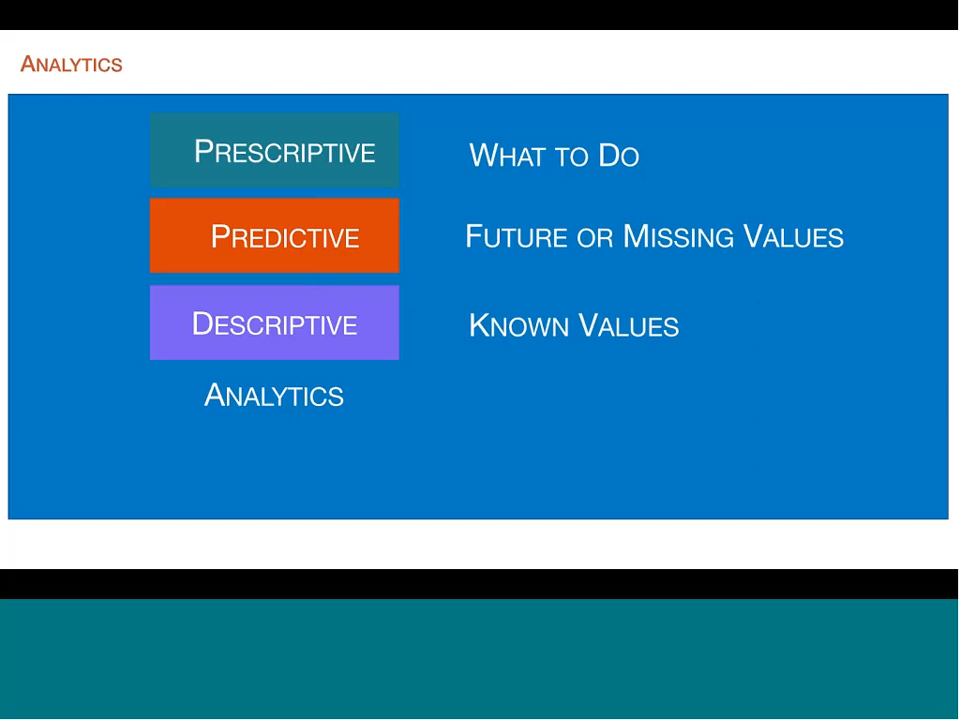 Analytics
Prescriptive
What to Do
Predictive
Future or Missing Values
Descriptive
Known Values
Analytics